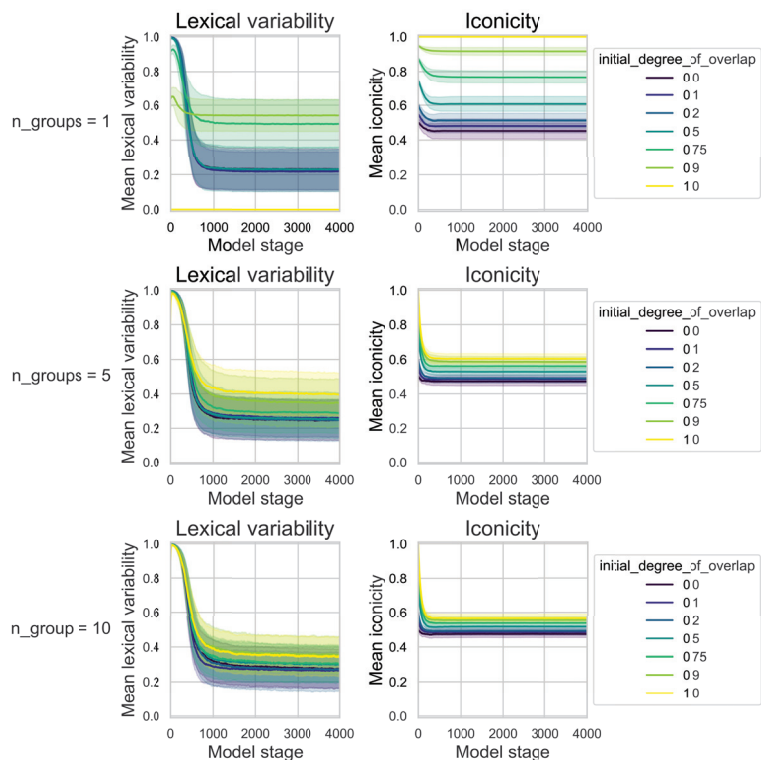 Lexical variability
Iconicity
n_groups = 1
Mean lexical variability
1.0
0.8
0.6
0.4
0.2
0.0
0 1000 2000 3000 4000
Model stage
Mean iconicity
1.0
0.8
0.6
0.4
0.2
0.0
0 1000 2000 3000 4000
Model stage
initial_degree_of_overlap
00
01
02
05
075
09
10
Lexical variability
Iconicity
n_groups = 5
Mean lexical variability
1.0
0.8
0.6
0.4
0.2
0.0
0 1000 2000 3000 4000
Model stage
Mean iconicity
1.0
0.8
0.6
0.4
0.2
0.0
0 1000 2000 3000 4000
Model stage
initial_degree_of_overlap
00
01
02
05
075
09
10
Lexical variability
Iconicity
n_group = 10
Mean lexical variability
1.0
0.8
0.6
0.4
0.2
0.0
0 1000 2000 3000 4000
Model stage
Mean iconicity
1.0
0.8
0.6
0.4
0.2
0.0
0 1000 2000 3000 4000
Model stage
initial_degree_of_overlap
00
01
02
05
075
09
10